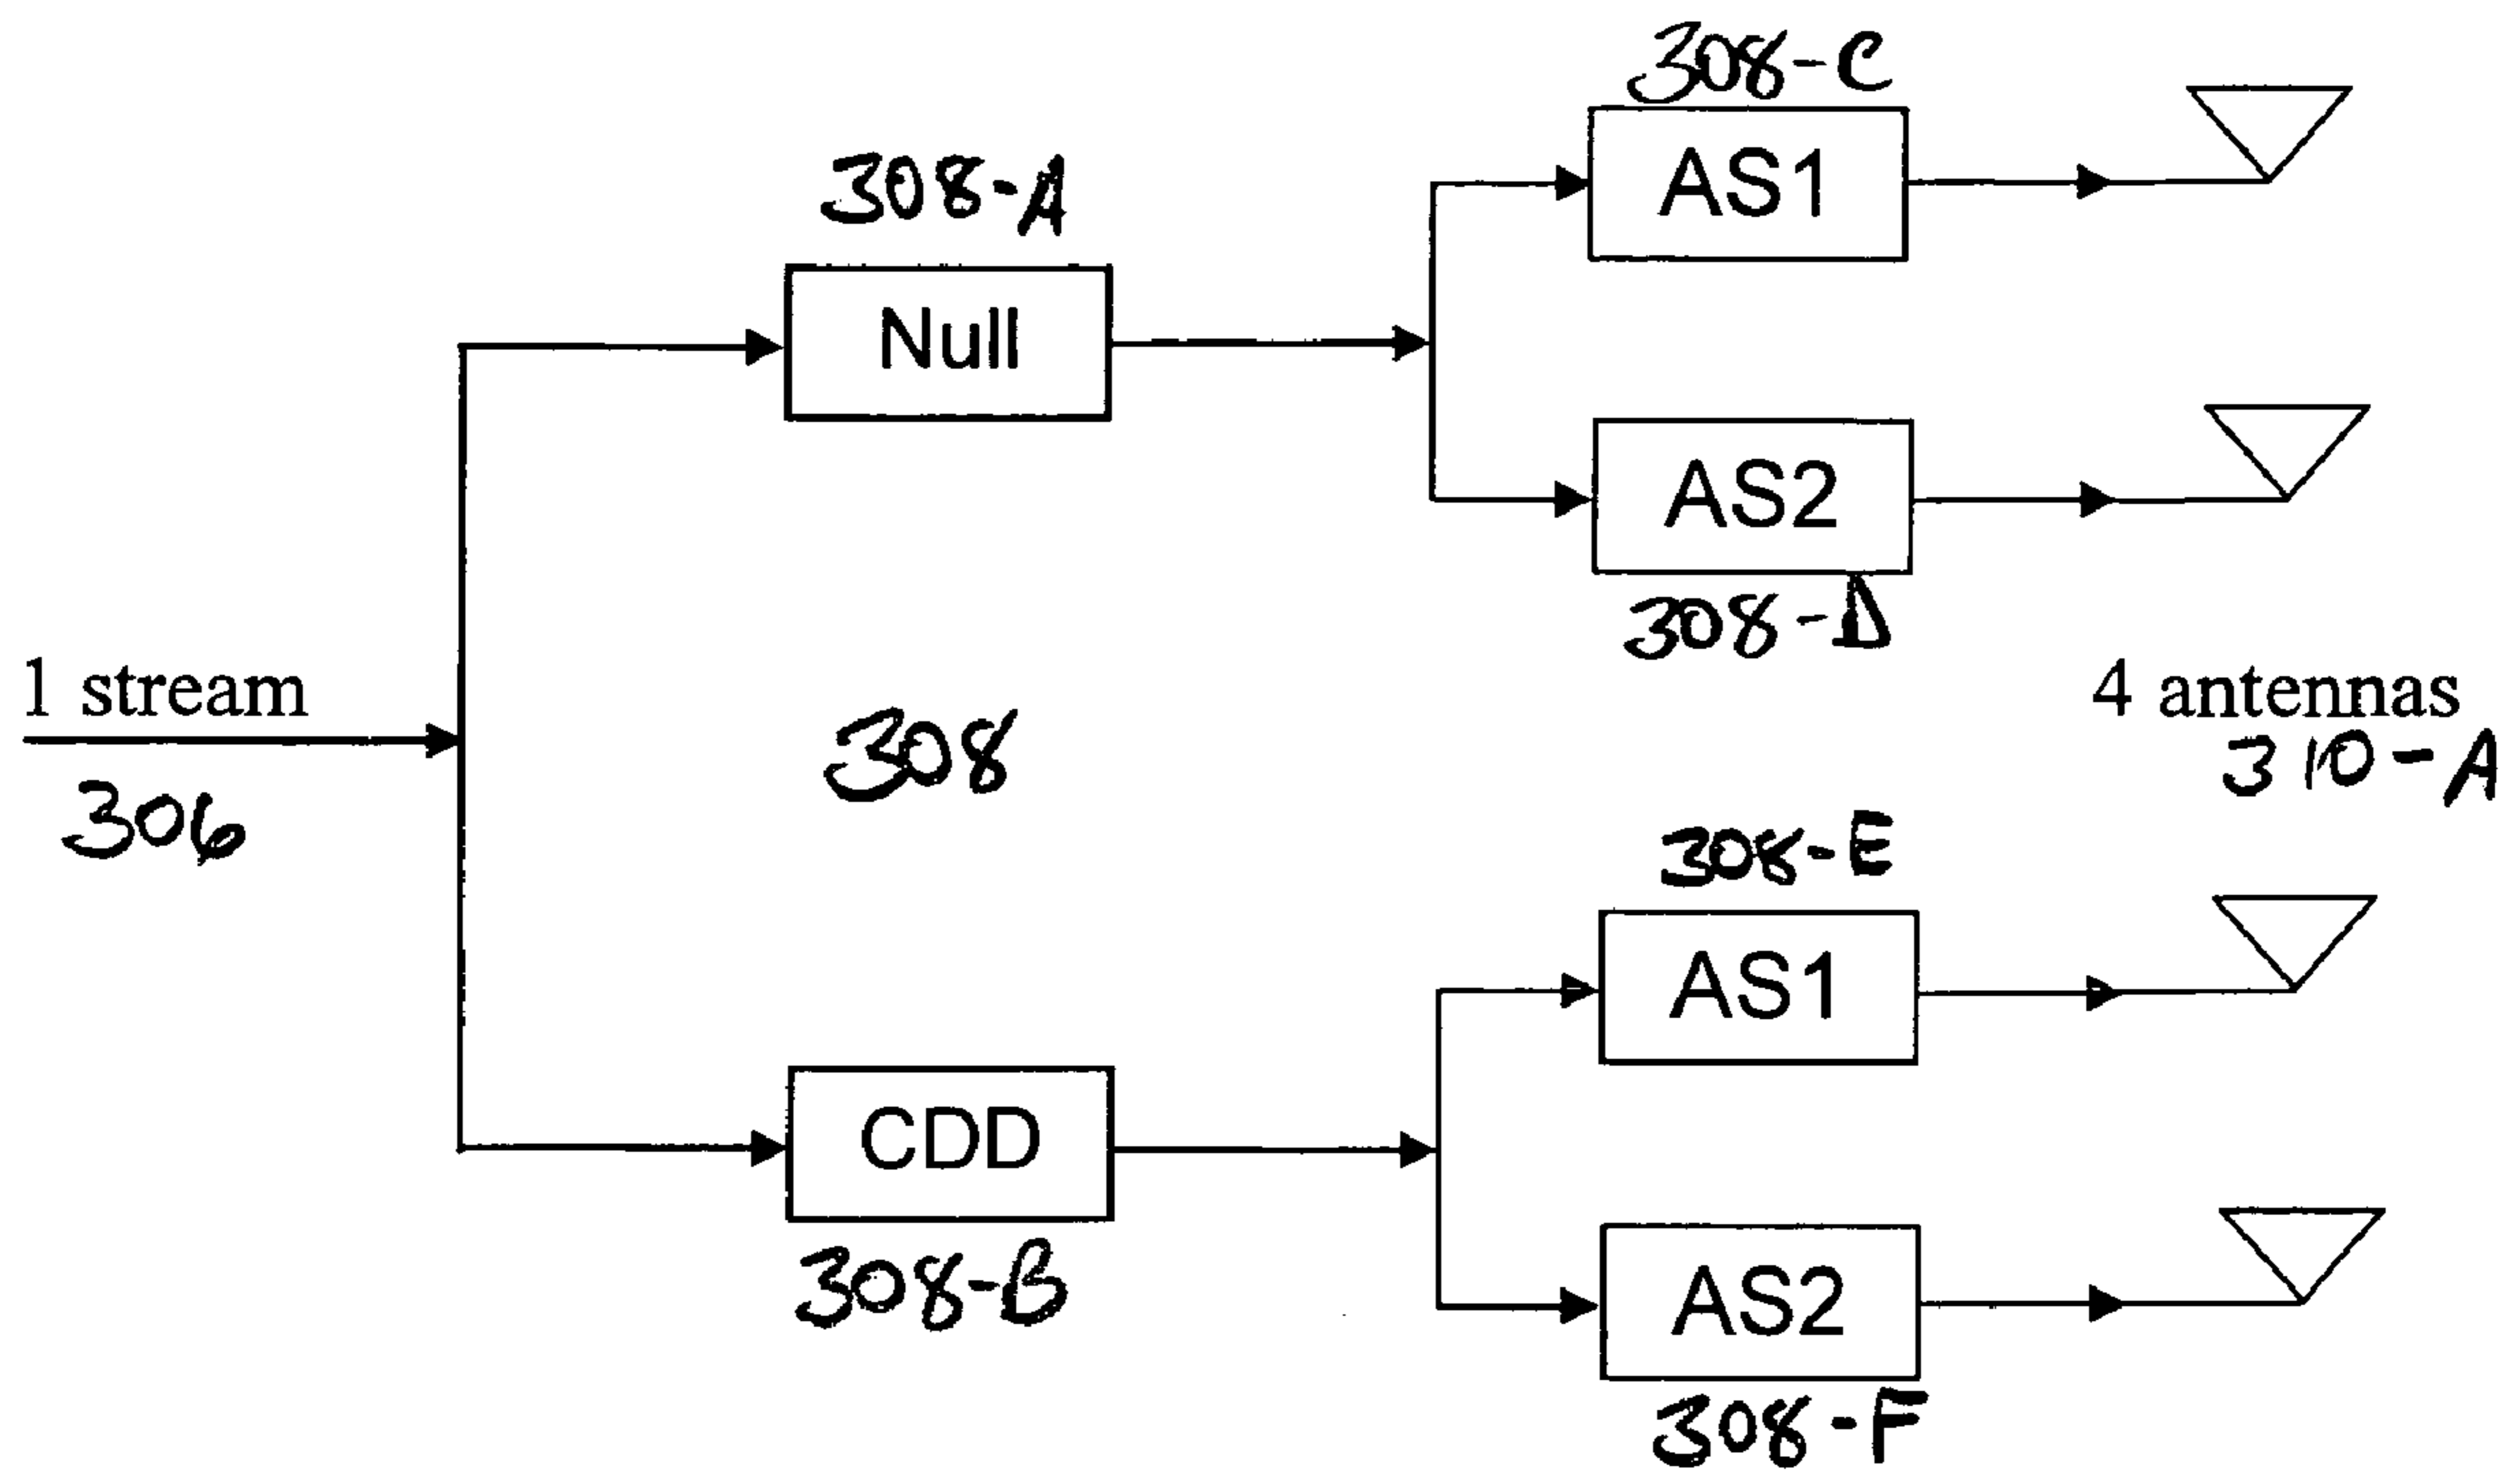 308-C
AS1
308-A
Null
AS2
308-D
1 stream
4 antennas
308
310-A
306
308-E
AS1
CDD
AS2
308-B
308-F